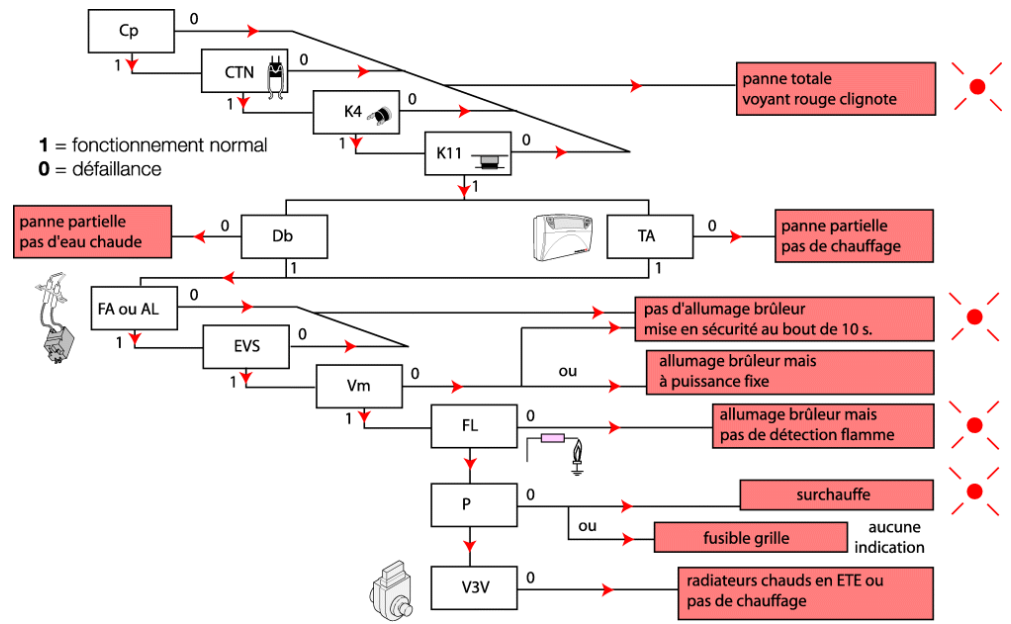 Cp
0
1
CTN
0
1
panne totale
voyant rouge clignote
K4
0
1
1 = fonctionnement normal
0 = défaillance
K11
0
1
panne partielle
pas d'eau chaude
0
Db
1
TA
0
1
panne partielle
pas de chauffage
FA ou AL
0
1
pas d'allumage brûleur
mise en sécurité au bout de 10 s.
EVS
0
1
Vm
0
1
ou
allumage brûleur mais
à puissance fixe
FL
0
allumage brûleur mais
pas de détection flamme
P
0
surchauffe
ou
fusible grille
aucune
indication
V3V
0
radiateurs chauds en ETE ou
pas de chauffage